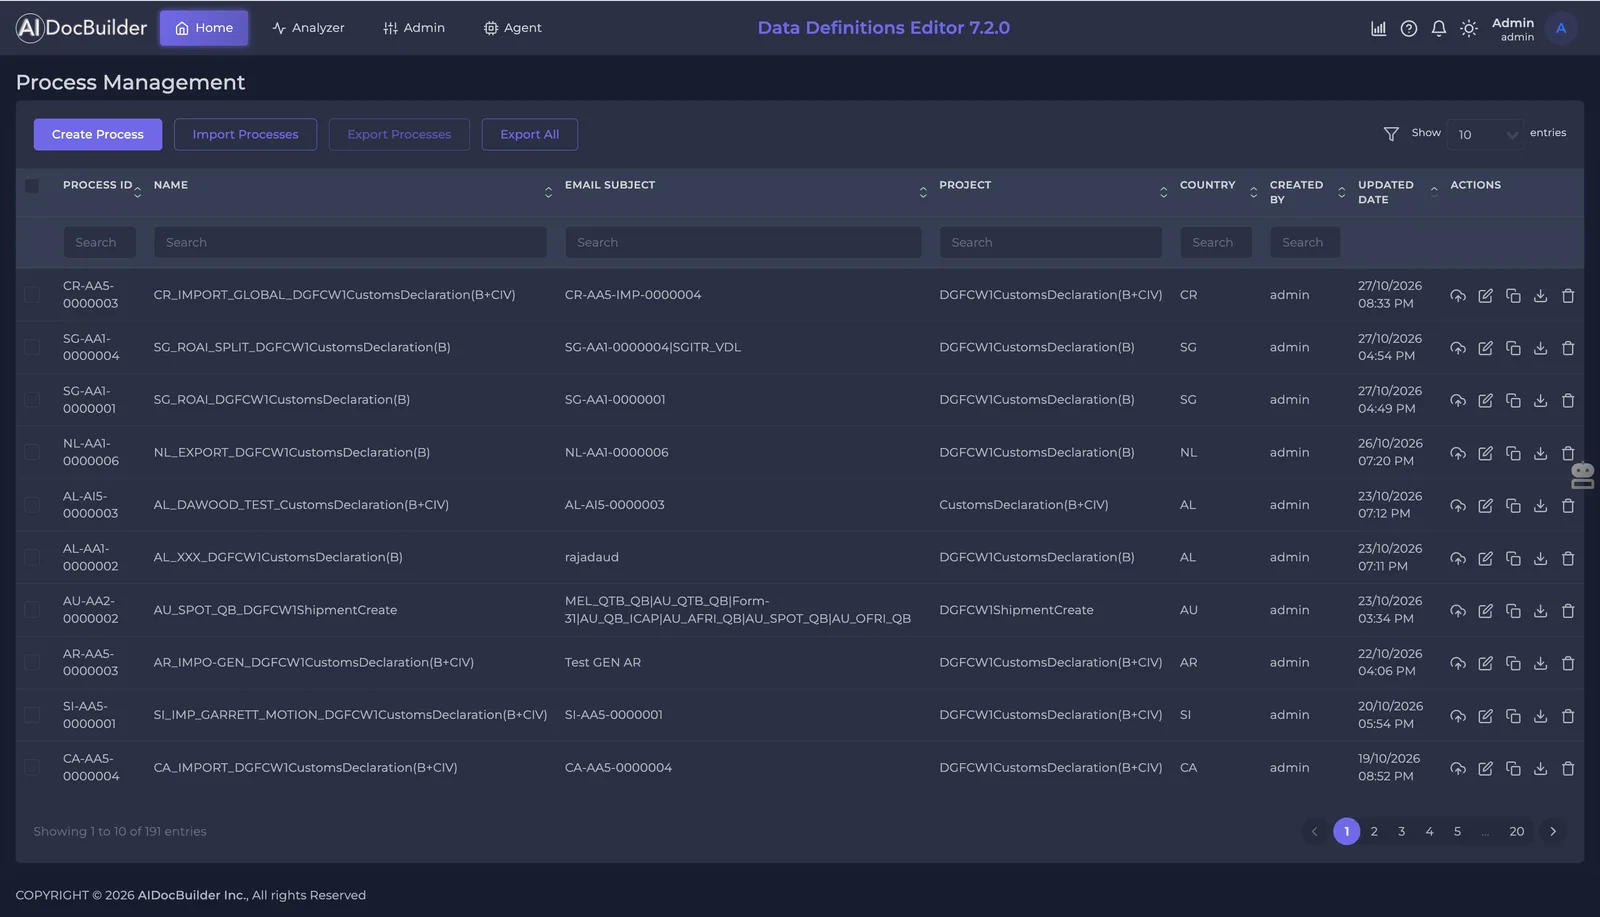 AI DocBuilder Home Analyzer Admin Agent Data Definitions Editor 7.2.0 Admin
admin A
Process Management
Create Process Import Processes Export Processes Export All Show 10 entries
PROCESS ID NAME EMAIL SUBJECT PROJECT COUNTRY CREATED BY UPDATED DATE ACTIONS
Search Search Search Search Search Search
CR-AA5-0000003 CR_IMPORT_GLOBAL_DGFCW1CustomsDeclaration(B+CIV) CR-AA5-IMP-0000004 DGFCW1CustomsDeclaration(B+CIV) CR admin 27/10/2026 08:33 PM
SG-AA1-0000004 SG_ROAI_SPLIT_DGFCW1CustomsDeclaration(B) SG-AA1-0000004|SGITR_VDL DGFCW1CustomsDeclaration(B) SG admin 27/10/2026 04:54 PM
SG-AA1-0000001 SG_ROAI_DGFCW1CustomsDeclaration(B) SG-AA1-0000001 DGFCW1CustomsDeclaration(B) SG admin 27/10/2026 04:49 PM
NL-AA1-0000006 NL_EXPORT_DGFCW1CustomsDeclaration(B) NL-AA1-0000006 DGFCW1CustomsDeclaration(B) NL admin 26/10/2026 07:20 PM
AL-AI5-0000003 AL_DAWOOD_TEST_CustomsDeclaration(B+CIV) AL-AI5-0000003 CustomsDeclaration(B+CIV) AL admin 23/10/2026 07:12 PM
AL-AA1-0000002 AL_XXX_DGFCW1CustomsDeclaration(B) rajadaud DGFCW1CustomsDeclaration(B) AL admin 23/10/2026 07:11 PM
AU-AA2-0000002 AU_SPOT_QB_DGFCW1ShipmentCreate MEL_QTB_QB|AU_QTB_QB|Form-31|AU_QB_ICAP|AU_AFRI_QB|AU_SPOT_QB|AU_OFRI_QB DGFCW1ShipmentCreate AU admin 23/10/2026 03:34 PM
AR-AA5-0000003 AR_IMPO-GEN_DGFCW1CustomsDeclaration(B+CIV) Test GEN AR DGFCW1CustomsDeclaration(B+CIV) AR admin 22/10/2026 04:06 PM
SI-AA5-0000001 SI_IMP_GARRETT_MOTION_DGFCW1CustomsDeclaration(B+CIV) SI-AA5-0000001 DGFCW1CustomsDeclaration(B+CIV) SI admin 20/10/2026 05:54 PM
CA-AA5-0000004 CA_IMPORT_DGFCW1CustomsDeclaration(B+CIV) CA-AA5-0000004 DGFCW1CustomsDeclaration(B+CIV) CA admin 19/10/2026 08:52 PM
Showing 1 to 10 of 191 entries 1 2 3 4 5 ... 20
COPYRIGHT © 2026 AIDocBuilder Inc., All rights Reserved